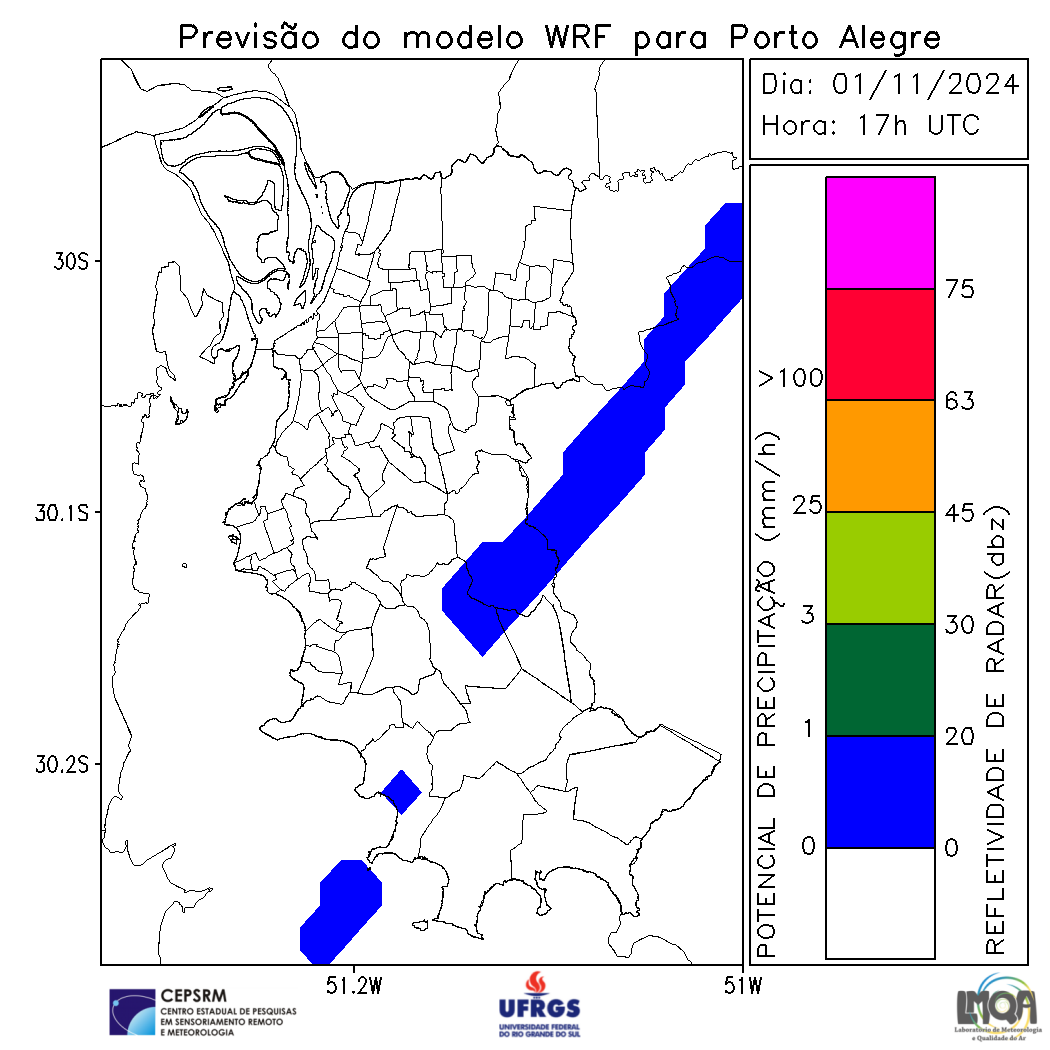 Previsão do modelo WRF para Porto Alegre
Dia: 01/11/2024
Hora: 17h UTC
30S
30.1S
30.2S
51.2W
51W
POTENCIAL DE PRECIPITAÇÃO (mm/h)
>100
25
3
1
0
75
63
45
30
20
0
REFLETIVIDADE DE RADAR(dbz)
CEPSRM
CENTRO ESTADUAL DE PESQUISAS
EM SENSORIAMENTO REMOTO
E METEOROLOGIA
UFRGS
UNIVERSIDADE FEDERAL
DO RIO GRANDE DO SUL
LMQA
Laboratório de Meteorologia
e Qualidade do Ar